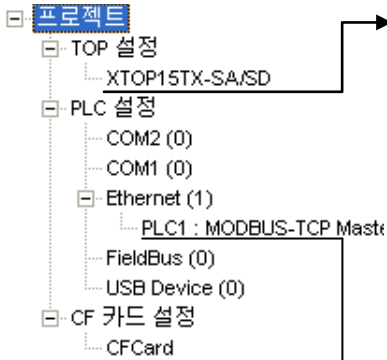 프로젝트
TOP 설정
XTOP15TX-SA/SD
PLC 설정
COM2 (0)
COM1 (0)
Ethernet (1)
PLC1 : MODBUS-TCP Maste
FieldBus (0)
USB Device (0)
CF 카드 설정
CFCard